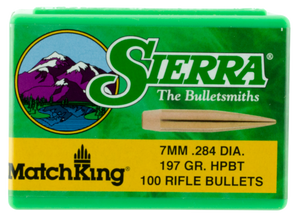 SIERRA®
The Bulletsmiths
MatchKing®
7MM .284 DIA.
197 GR. HPBT
100 RIFLE BULLETS